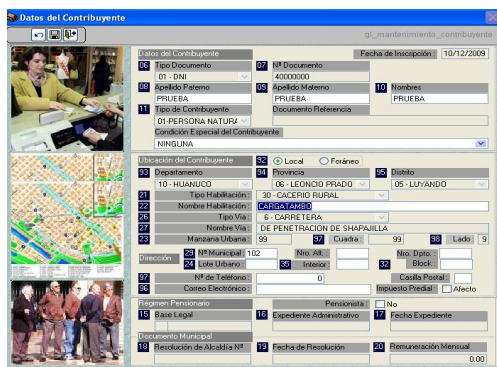 Datos del Contribuyente
gl_mantenimiento_contribuyente
Datos del Contribuyente Fecha de Inscripción : 10/12/2009
06 Tipo Documento 07 Nº Documento
01 - DNI 40000000
08 Apellido Paterno 09 Apellido Materno 10 Nombres
PRUEBA PRUEBA PRUEBA
11 Tipo de Contribuyente Documento Referencia
01-PERSONA NATURA
Condición Especial del Contribuyente
NINGUNA
Ubicación del Contribuyente 92 Local Foráneo
93 Departamento 94 Provincia 95 Distrito
10 - HUANUCO 06 - LEONCIO PRADO 05 - LUYANDO
21 Tipo Habilitación : 30 - CACERIO RURAL
22 Nombre Habilitación : CARGATAMBO
26 Tipo Via : 6 - CARRETERA
27 Nombre Via : DE PENETRACION DE SHAPAJILLA
23 Manzana Urbana : 99 97 Cuadra : 99 98 Lado : 9
Dirección 29 Nº Municipal : 102 Nro. Alt. : Nro. Dpto. :
24 Lote Urbano : 35 Interior : 32 Block :
97 Nº de Teléfono : 0 Casilla Postal :
96 Correo Electrónico : Impuesto Predial : Afecto
Régimen Pensionario Pensionista : No
15 Base Legal 16 Expediente Administrativo 17 Fecha Expediente
Documento Municipal
18 Resolución de Alcaldía Nº 19 Fecha de Resolución 20 Remuneración Mensual
0.00